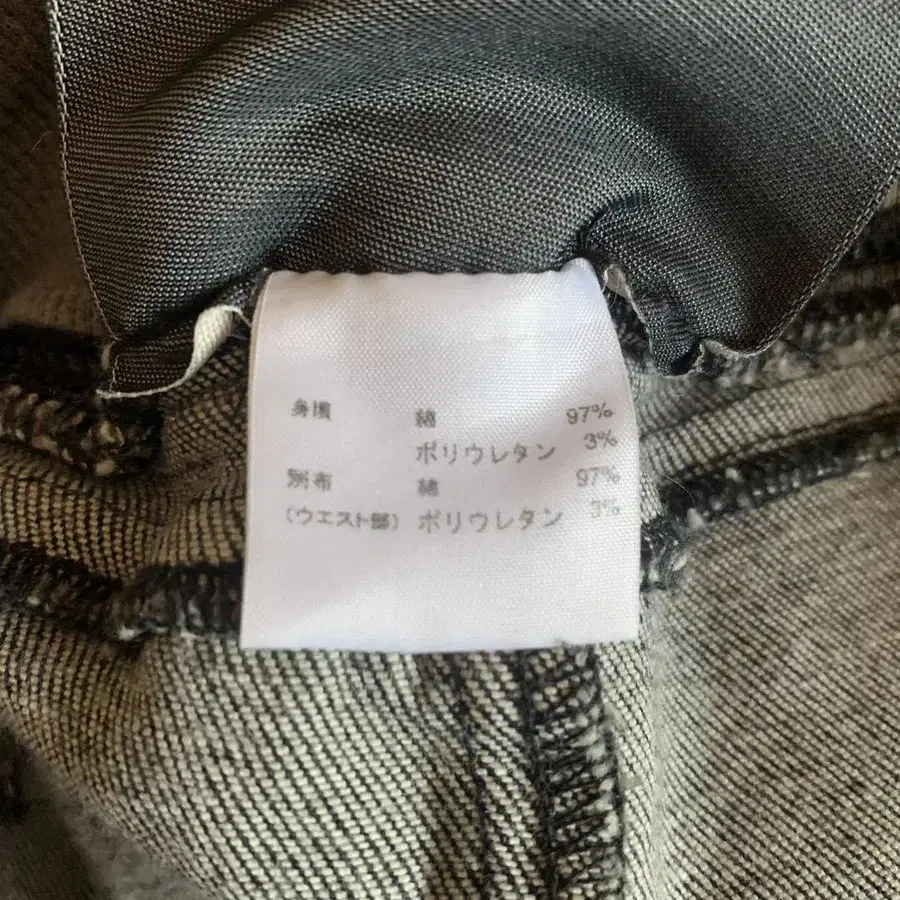 身頃 綿 97%
ポリウレタン 3%
別布 綿 97%
(ウエスト部) ポリウレタン 3%